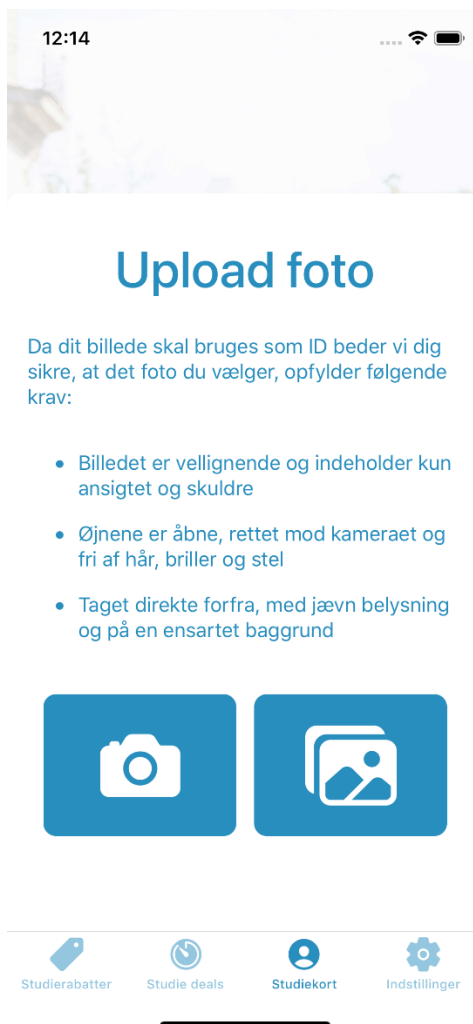 12:14
Upload foto
Da dit billede skal bruges som ID beder vi dig
sikre, at det foto du vælger, opfylder følgende
krav:
• Billedet er vellignende og indeholder kun
ansigtet og skuldre
• Øjnene er åbne, rettet mod kameraet og
fri af hår, briller og stel
• Taget direkte forfra, med jævn belysning
og på en ensartet baggrund
Studierabatter
Studie deals
Studiekort
Indstillinger